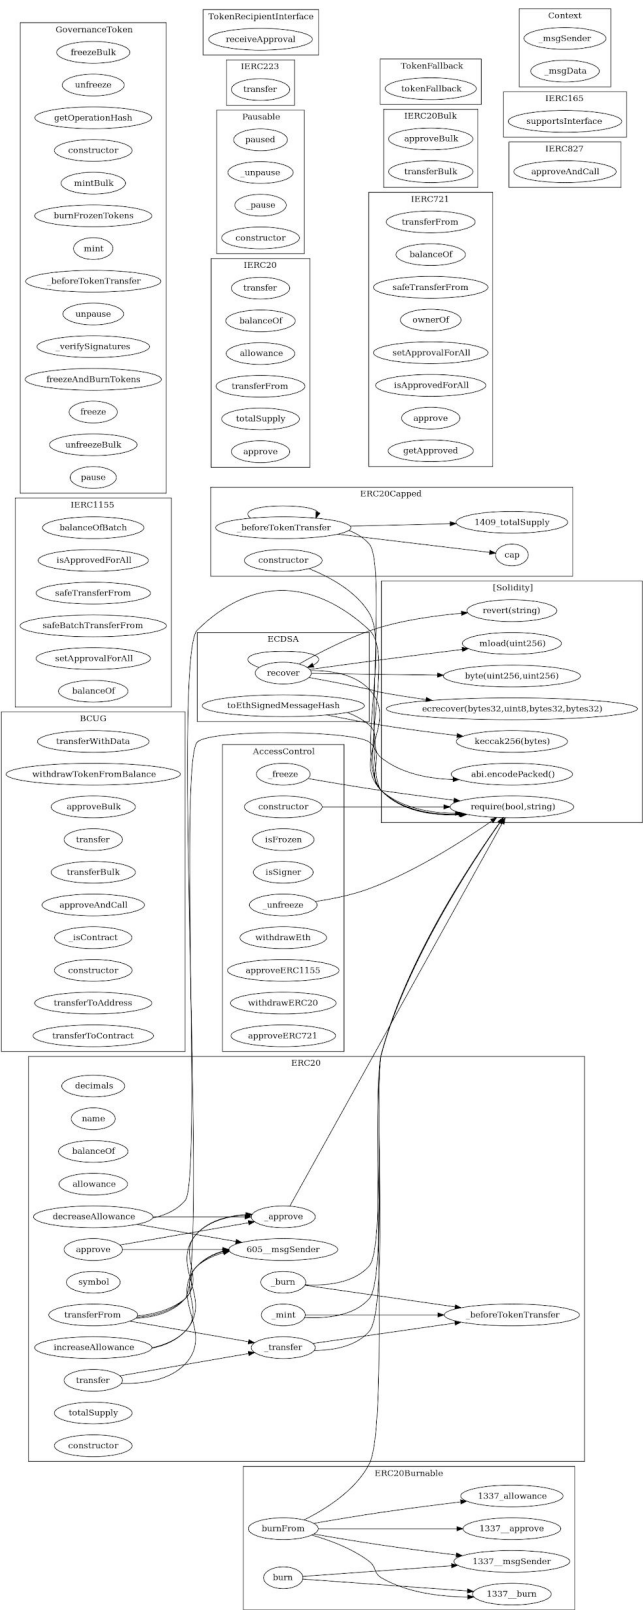 GovernanceToken
freezeBulk
unfreeze
getOperationHash
constructor
mintBulk
burnFrozenTokens
mint
_beforeTokenTransfer
unpause
_verifySignatures
freezeAndBurnTokens
freeze
unfreezeBulk
pause
TokenRecipientInterface
receiveApproval
IERC223
transfer
Pausable
paused
_unpause
_pause
constructor
IERC20
transfer
balanceOf
allowance
transferFrom
totalSupply
approve
TokenFallback
tokenFallback
IERC20Bulk
approveBulk
transferBulk
IERC721
transferFrom
balanceOf
safeTransferFrom
ownerOf
setApprovalForAll
isApprovedForAll
approve
getApproved
Context
_msgSender
_msgData
IERC165
supportsInterface
IERC827
approveAndCall
IERC1155
balanceOfBatch
isApprovedForAll
safeTransferFrom
safeBatchTransferFrom
setApprovalForAll
balanceOf
ERC20Capped
_beforeTokenTransfer
constructor
1409_totalSupply
cap
[Solidity]
revert(string)
mload(uint256)
byte(uint256,uint256)
ecrecover(bytes32,uint8,bytes32,bytes32)
keccak256(bytes)
abi.encodePacked()
require(bool,string)
ECDSA
recover
toEthSignedMessageHash
BCUG
transferWithData
withdrawTokenFromBalance
approveBulk
transfer
transferBulk
approveAndCall
_isContract
constructor
transferToAddress
transferToContract
AccessControl
_freeze
constructor
isFrozen
isSigner
_unfreeze
withdrawEth
approveERC1155
withdrawERC20
approveERC721
ERC20
decimals
name
balanceOf
allowance
decreaseAllowance
approve
symbol
transferFrom
increaseAllowance
transfer
totalSupply
constructor
_approve
605__msgSender
_burn
_mint
_transfer
_beforeTokenTransfer
ERC20Burnable
burnFrom
burn
1337_allowance
1337__approve
1337__msgSender
1337__burn